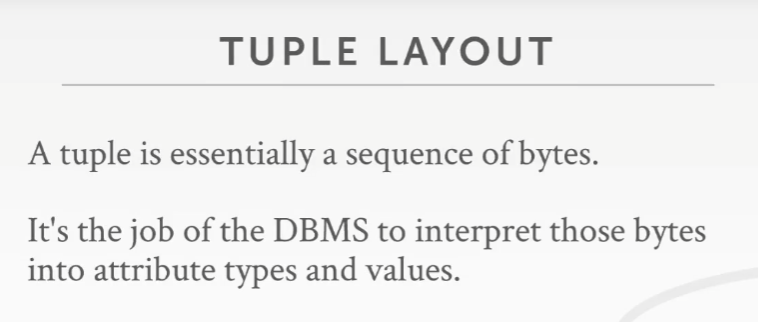 TUPLE LAYOUT
A tuple is essentially a sequence of bytes.
It's the job of the DBMS to interpret those bytes
into attribute types and values.